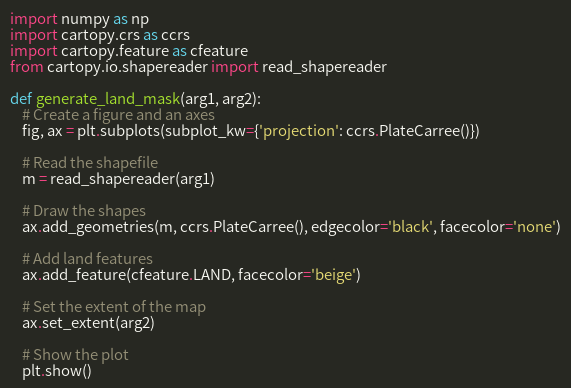 import numpy as np
import cartopy.crs as ccrs
import cartopy.feature as cfeature
from cartopy.io.shapereader import read_shapereader
def generate_land_mask(arg1, arg2):
# Create a figure and an axes
fig, ax = plt.subplots(subplot_kw={'projection': ccrs.PlateCarree()})
# Read the shapefile
m = read_shapereader(arg1)
# Draw the shapes
ax.add_geometries(m, ccrs.PlateCarree(), edgecolor='black', facecolor='none')
# Add land features
ax.add_feature(cfeature.LAND, facecolor='beige')
# Set the extent of the map
ax.set_extent(arg2)
# Show the plot
plt.show()